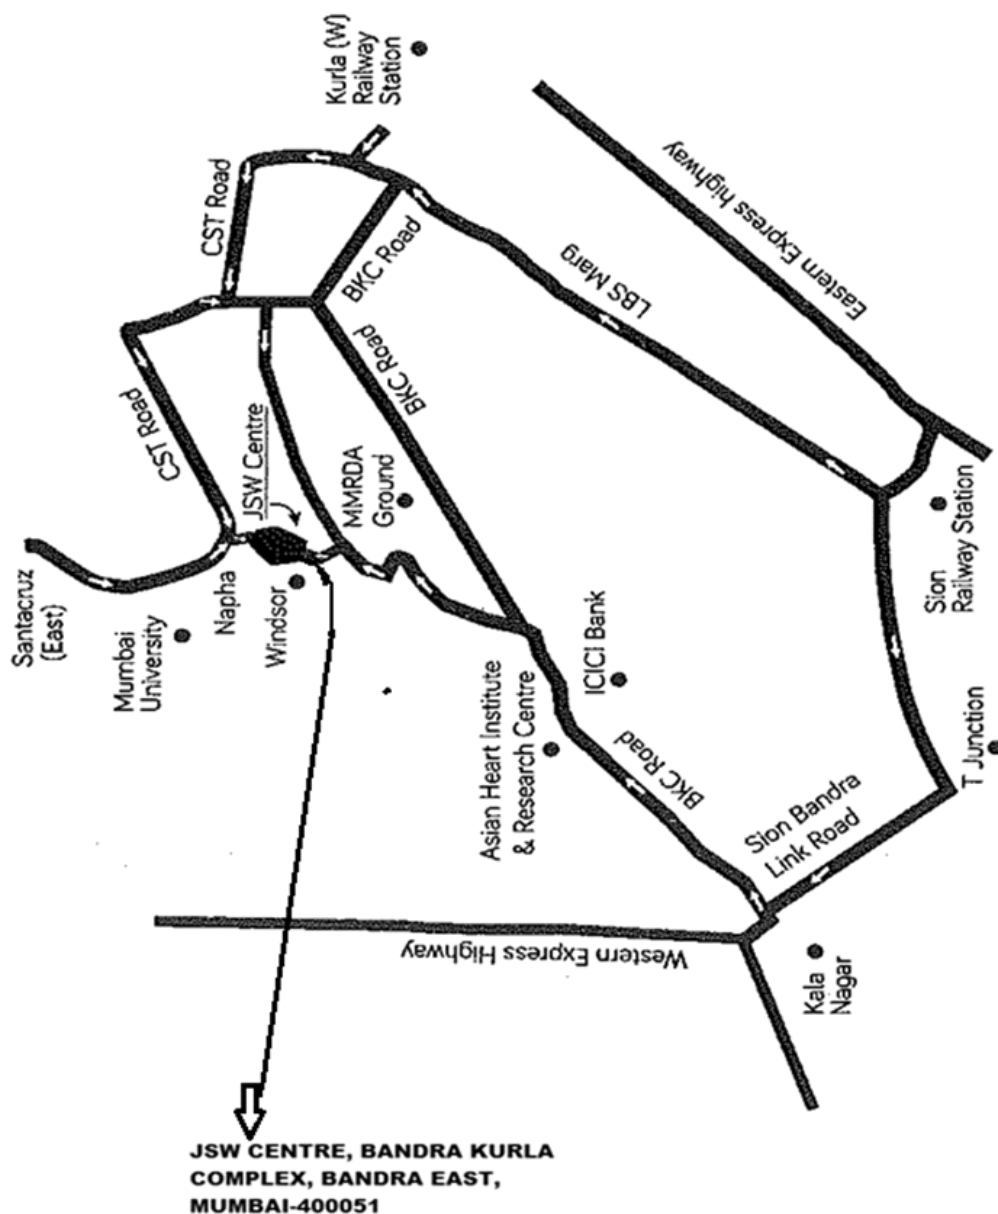 Kurla (W)
Railway
Station
CST Road
BKC Road
Eastern Express highway
LBS Marg
BKC Road
CST Road
JSW Centre
MMRDA
Ground
Santacruz
(East)
Mumbai
University
Napha
Windsor
Sion
Railway Station
ICICI Bank
Asian Heart Institute
& Research Centre
BKC Road
T Junction
Sion Bandra
Link Road
Western Express Highway
Kala
Nagar
JSW CENTRE, BANDRA KURLA
COMPLEX, BANDRA EAST,
MUMBAI-400051